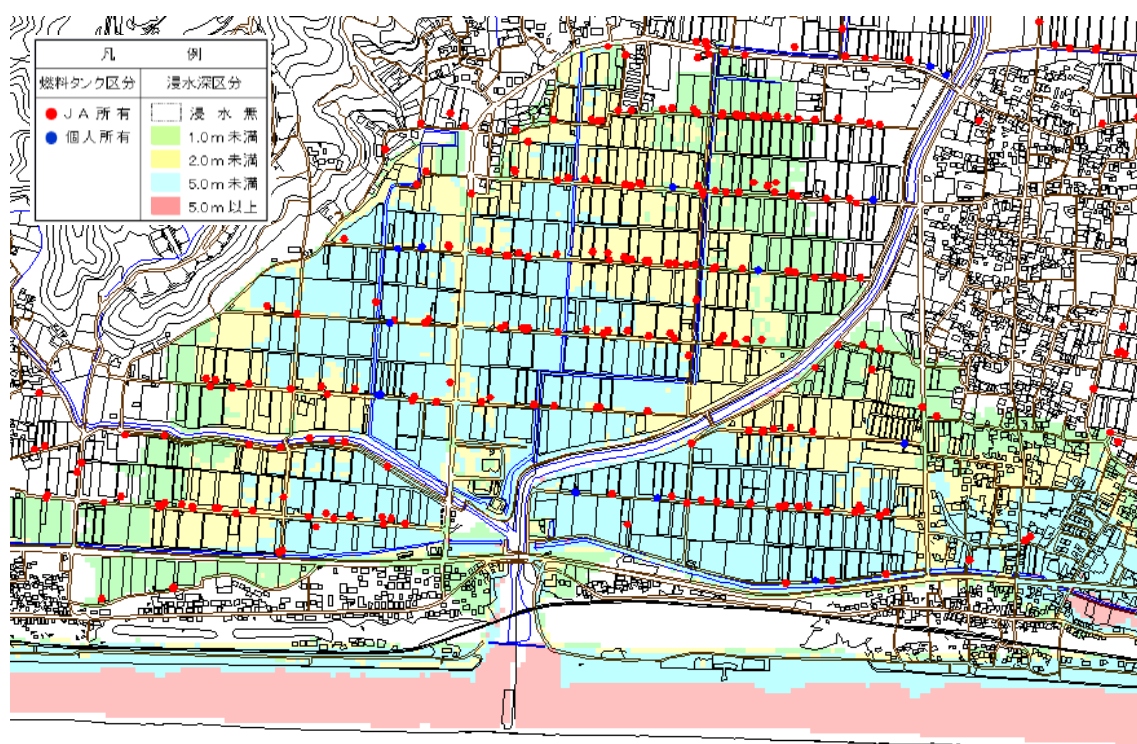 凡 例
燃料タンク区分 浸水深区分
ＪＡ所有 浸水無
個人所有 1.0m未満
2.0m未満
5.0m未満
5.0m以上